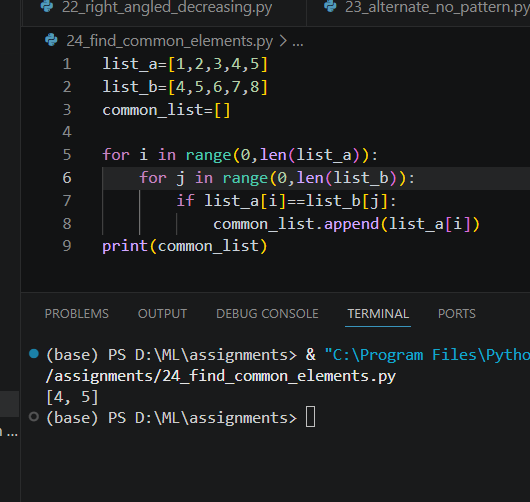 22_right_angled_decreasing.py 23_alternate_no_pattern.py
24_find_common_elements.py > ...
1 list_a=[1,2,3,4,5]
2 list_b=[4,5,6,7,8]
3 common_list=[]
4
5 for i in range(0,len(list_a)):
6 for j in range(0,len(list_b)):
7 if list_a[i]==list_b[j]:
8 common_list.append(list_a[i])
9 print(common_list)
PROBLEMS OUTPUT DEBUG CONSOLE TERMINAL PORTS
(base) PS D:\ML\assignments> & "C:\Program Files\Pytho
/assignments/24_find_common_elements.py
[4, 5]
(base) PS D:\ML\assignments>